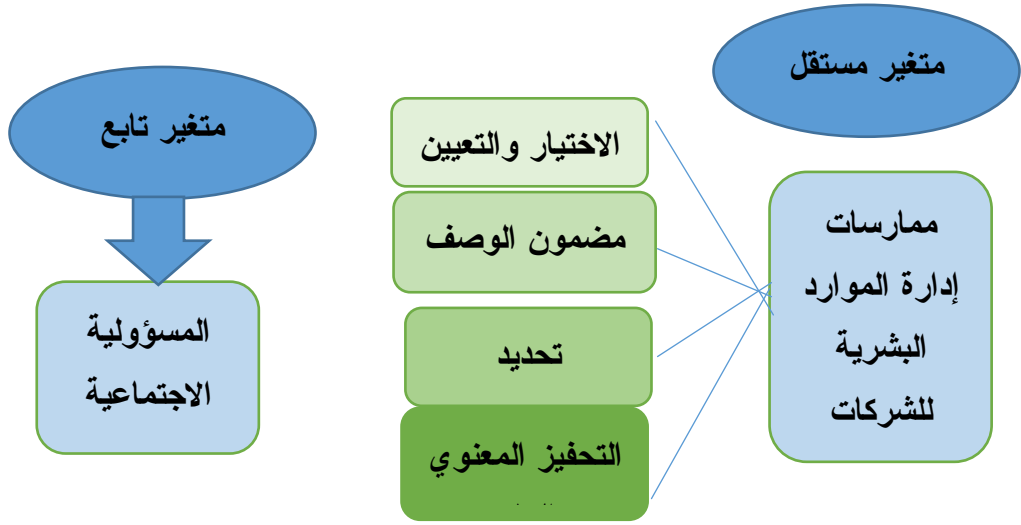 متغير مستقل
ممارسات
إدارة الموارد
البشرية
للشركات
الاختيار والتعيين
مضمون الوصف
تحديد
التحفيز المعنوي
متغير تابع
المسؤولية
الاجتماعية